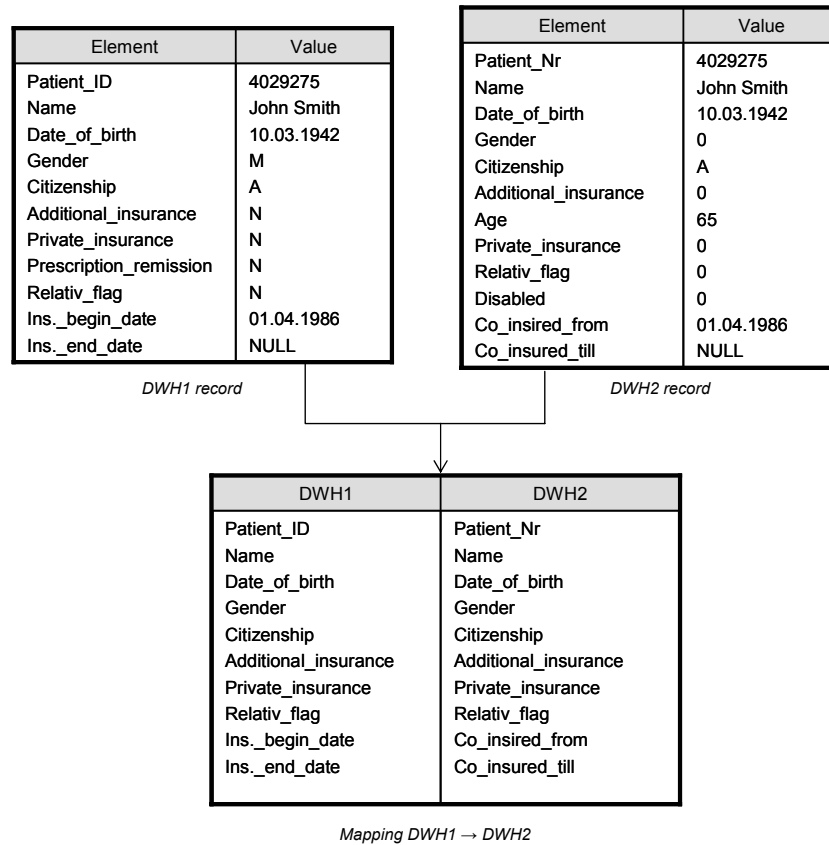 Element Value
Patient_ID 4029275
Name John Smith
Date_of_birth 10.03.1942
Gender M
Citizenship A
Additional_insurance N
Private_insurance N
Prescription_remission N
Relativ_flag N
Ins._begin_date 01.04.1986
Ins._end_date NULL
DWH1 record
Element Value
Patient_Nr 4029275
Name John Smith
Date_of_birth 10.03.1942
Gender 0
Citizenship A
Additional_insurance 0
Age 65
Private_insurance 0
Relativ_flag 0
Disabled 0
Co_insired_from 01.04.1986
Co_insured_till NULL
DWH2 record
DWH1 DWH2
Patient_ID Patient_Nr
Name Name
Date_of_birth Date_of_birth
Gender Gender
Citizenship Citizenship
Additional_insurance Additional_insurance
Private_insurance Private_insurance
Relativ_flag Relativ_flag
Ins._begin_date Co_insired_from
Ins._end_date Co_insured_till
Mapping DWH1 → DWH2